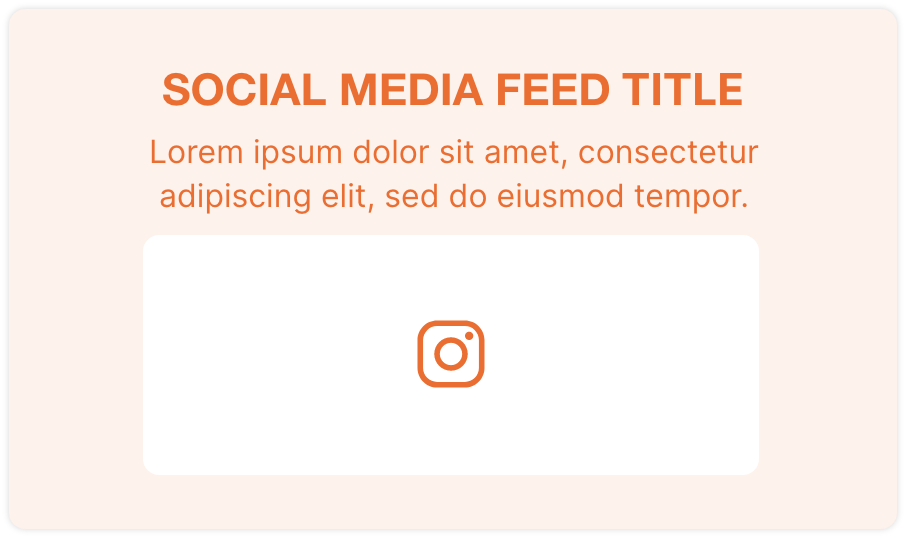 SOCIAL MEDIA FEED TITLE
Lorem ipsum dolor sit amet, consectetur
adipiscing elit, sed do eiusmod tempor.